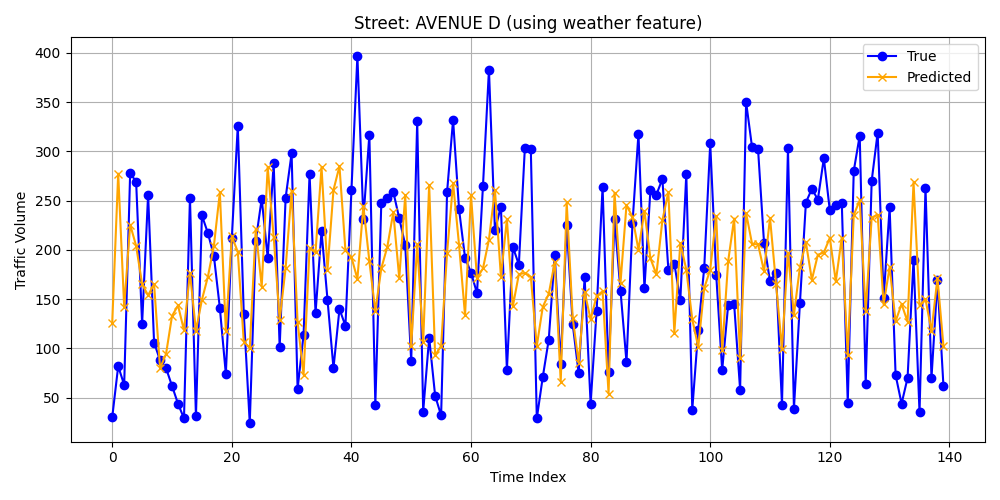 Street: AVENUE D (using weather feature)
True
Predicted
Traffic Volume
400
350
300
250
200
150
100
50
0 20 40 60 80 100 120 140
Time Index